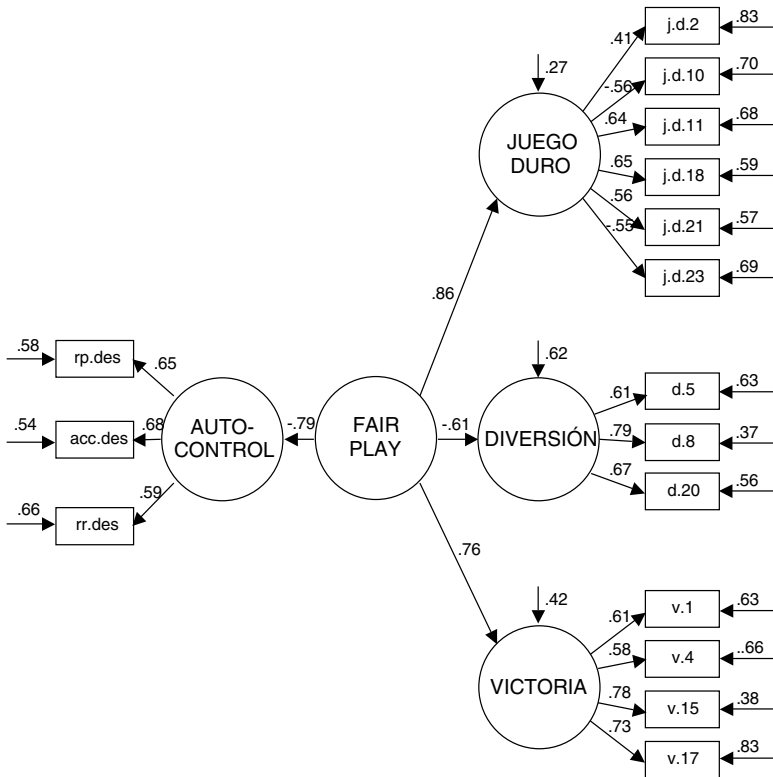 .41
j.d.2
.83
.27
-.56
j.d.10
.70
JUEGO
DURO
.64
j.d.11
.68
.65
j.d.18
.59
.56
j.d.21
.57
-.55
j.d.23
.69
.86
.58
rp.des
.65
.62
.61
d.5
.63
.54
acc.des
.68
AUTO-
CONTROL
-.79
FAIR
PLAY
-.61
DIVERSIÓN
.79
d.8
.37
.67
d.20
.56
.66
rr.des
.59
.76
.42
.61
v.1
.63
.58
v.4
..66
VICTORIA
.78
v.15
.38
.73
v.17
.83